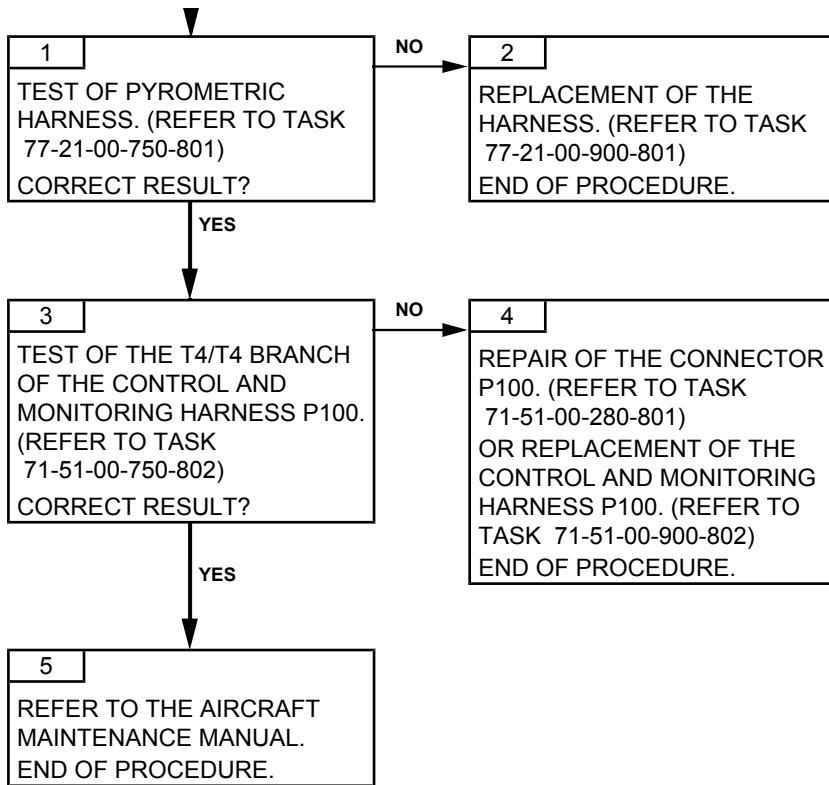 1
TEST OF PYROMETRIC
HARNESS. (REFER TO TASK
77-21-00-750-801)
CORRECT RESULT?
NO
2
REPLACEMENT OF THE
HARNESS. (REFER TO TASK
77-21-00-900-801)
END OF PROCEDURE.
YES
3
TEST OF THE T4/T4 BRANCH
OF THE CONTROL AND
MONITORING HARNESS P100.
(REFER TO TASK
71-51-00-750-802)
CORRECT RESULT?
NO
4
REPAIR OF THE CONNECTOR
P100. (REFER TO TASK
71-51-00-280-801)
OR REPLACEMENT OF THE
CONTROL AND MONITORING
HARNESS P100. (REFER TO
TASK 71-51-00-900-802)
END OF PROCEDURE.
YES
5
REFER TO THE AIRCRAFT
MAINTENANCE MANUAL.
END OF PROCEDURE.